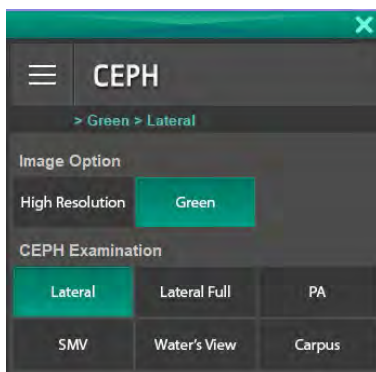 CEPH
> Green > Lateral
Image Option
High Resolution Green
CEPH Examination
Lateral Lateral Full PA
SMV Water's View Carpus